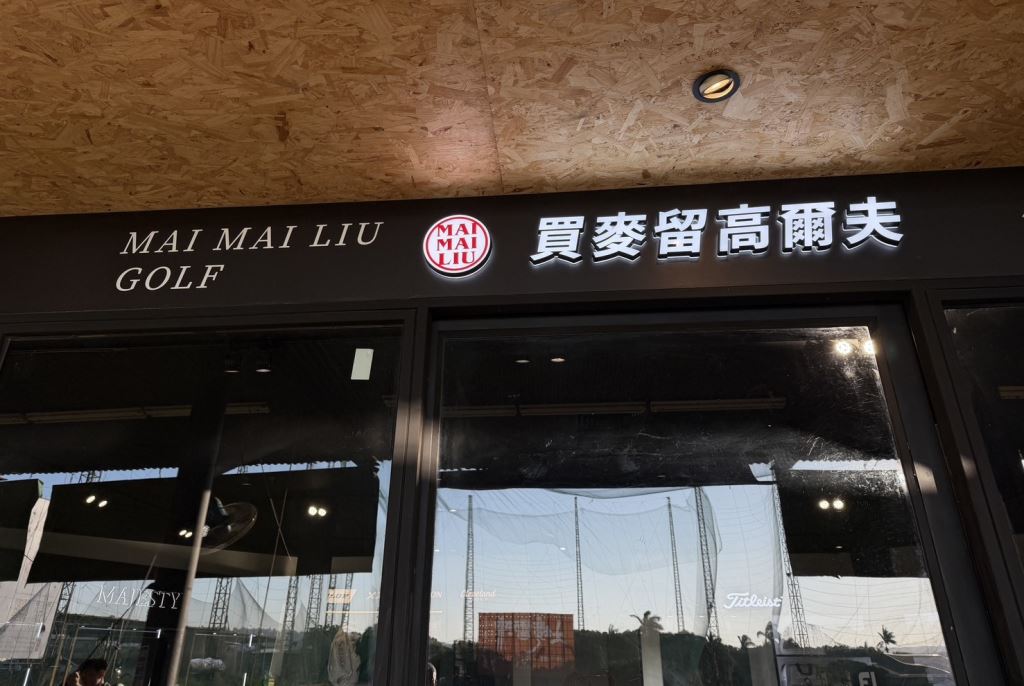 MAI MAI LIU
GOLF
MAI
MAI
LIU
買麥留高爾夫
MAJESTY
Cleveland
Titleist